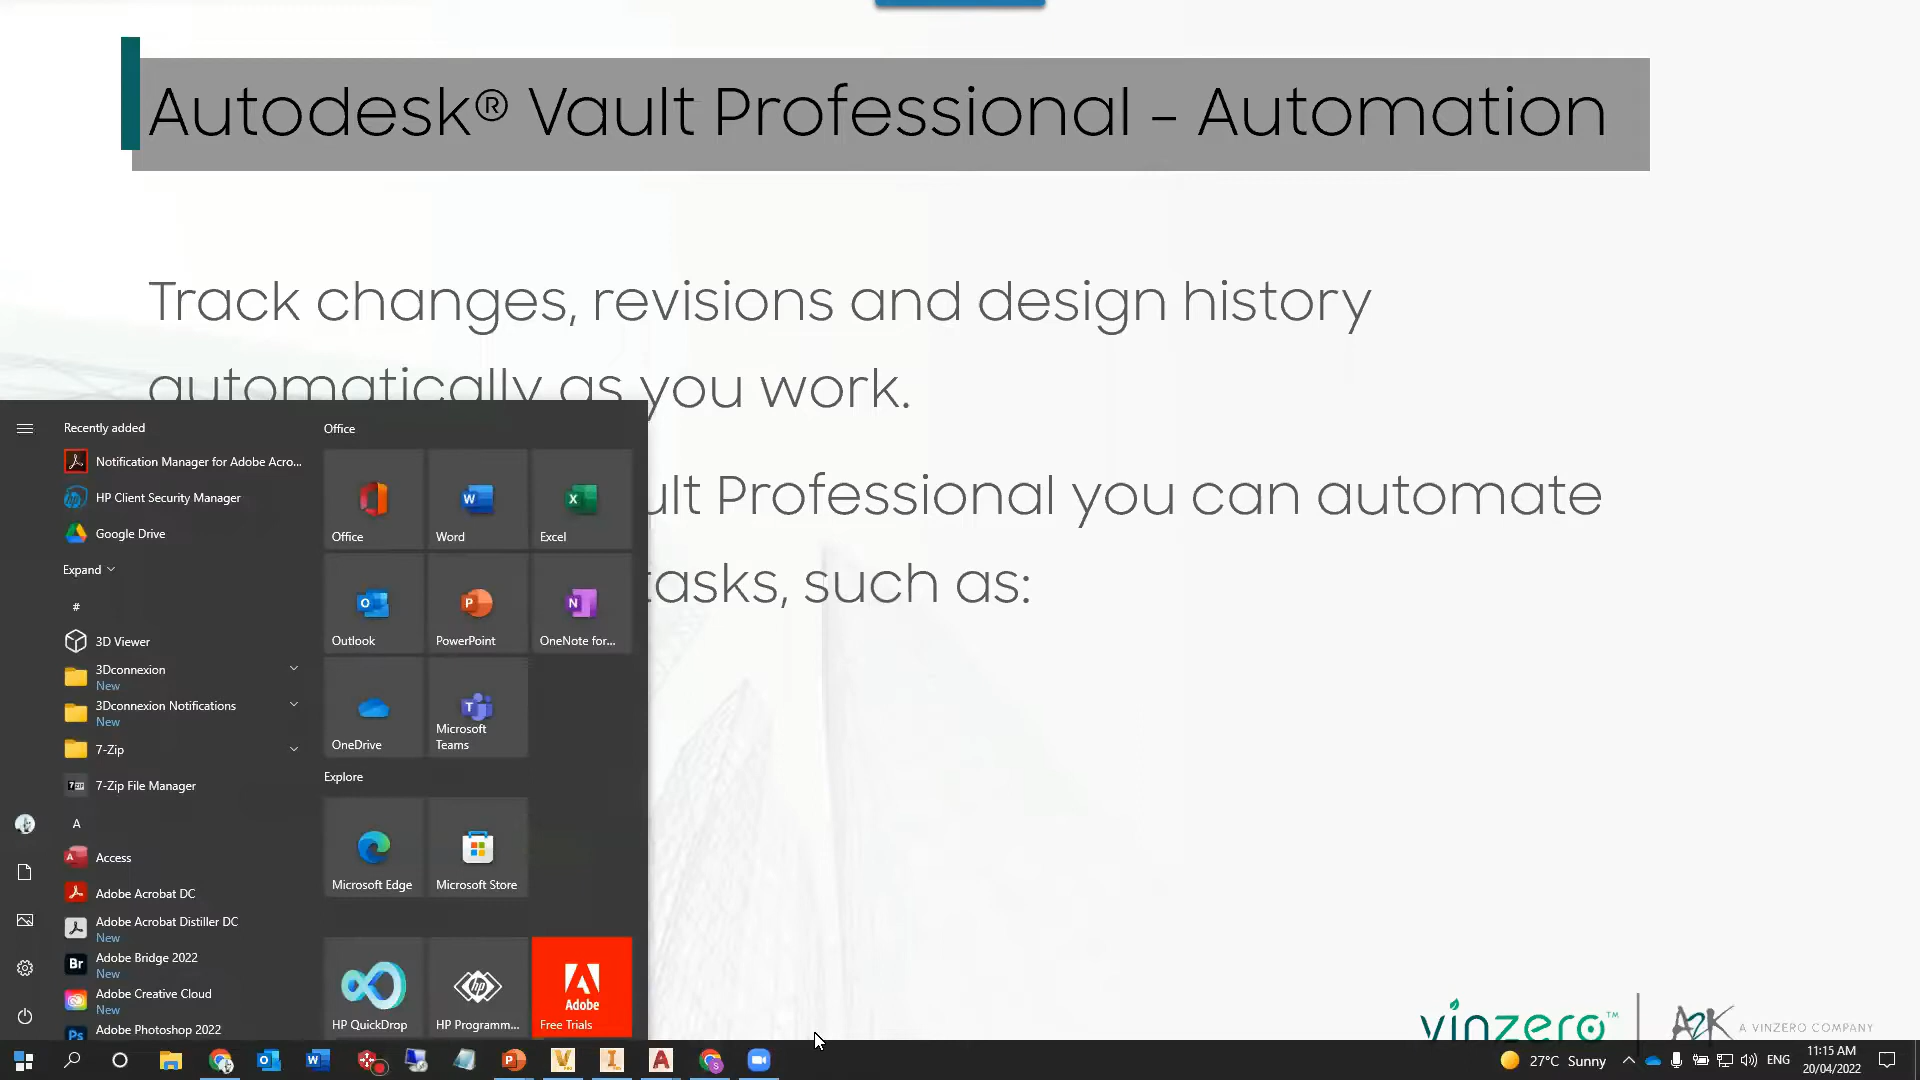 Autodesk® Vault Professional – Automation
Track changes, revisions and design history
automatically as you work.
ult Professional you can automate
tasks, such as:
Recently added
Notification Manager for Adobe Acro...
HP Client Security Manager
Google Drive
Expand
#
3D Viewer
3Dconnexion
New
3Dconnexion Notifications
New
7-Zip
7-Zip File Manager
A
Access
Adobe Acrobat DC
Adobe Acrobat Distiller DC
New
Adobe Bridge 2022
New
Adobe Creative Cloud
New
Adobe Photoshop 2022
Office
Office
Word
Excel
Outlook
PowerPoint
OneNote for...
OneDrive
Microsoft
Teams
Explore
Microsoft Edge
Microsoft Store
HP QuickDrop
HP Programm...
Adobe
Free Trials
vinzero™
A2K A VINZERO COMPANY
27°C Sunny
ENG
11:15 AM
20/04/2022